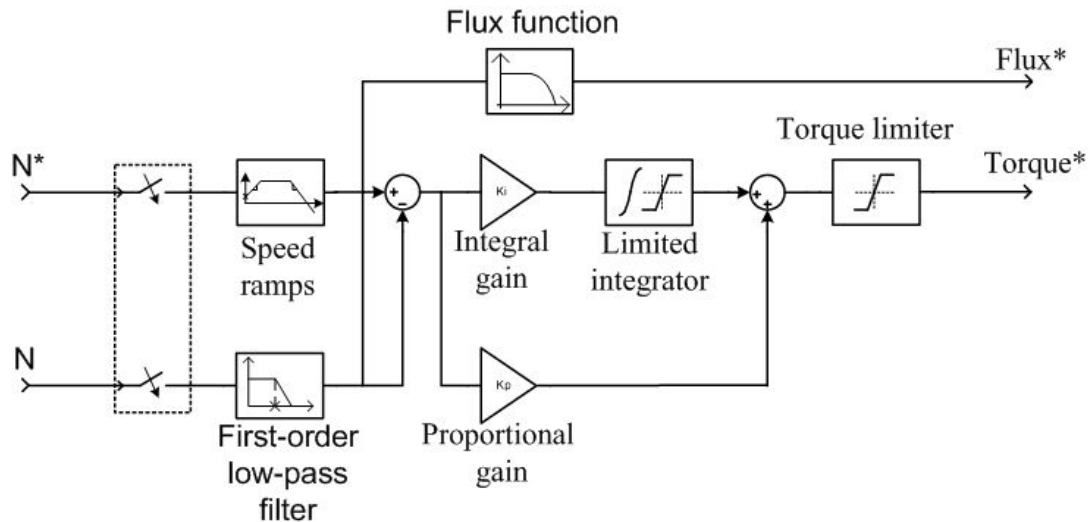 Flux function
Flux*
N*
Speed
ramps
+
−
Ki
Integral
gain
Limited
integrator
+
+
Torque limiter
Torque*
N
First-order
low-pass
filter
Kp
Proportional
gain